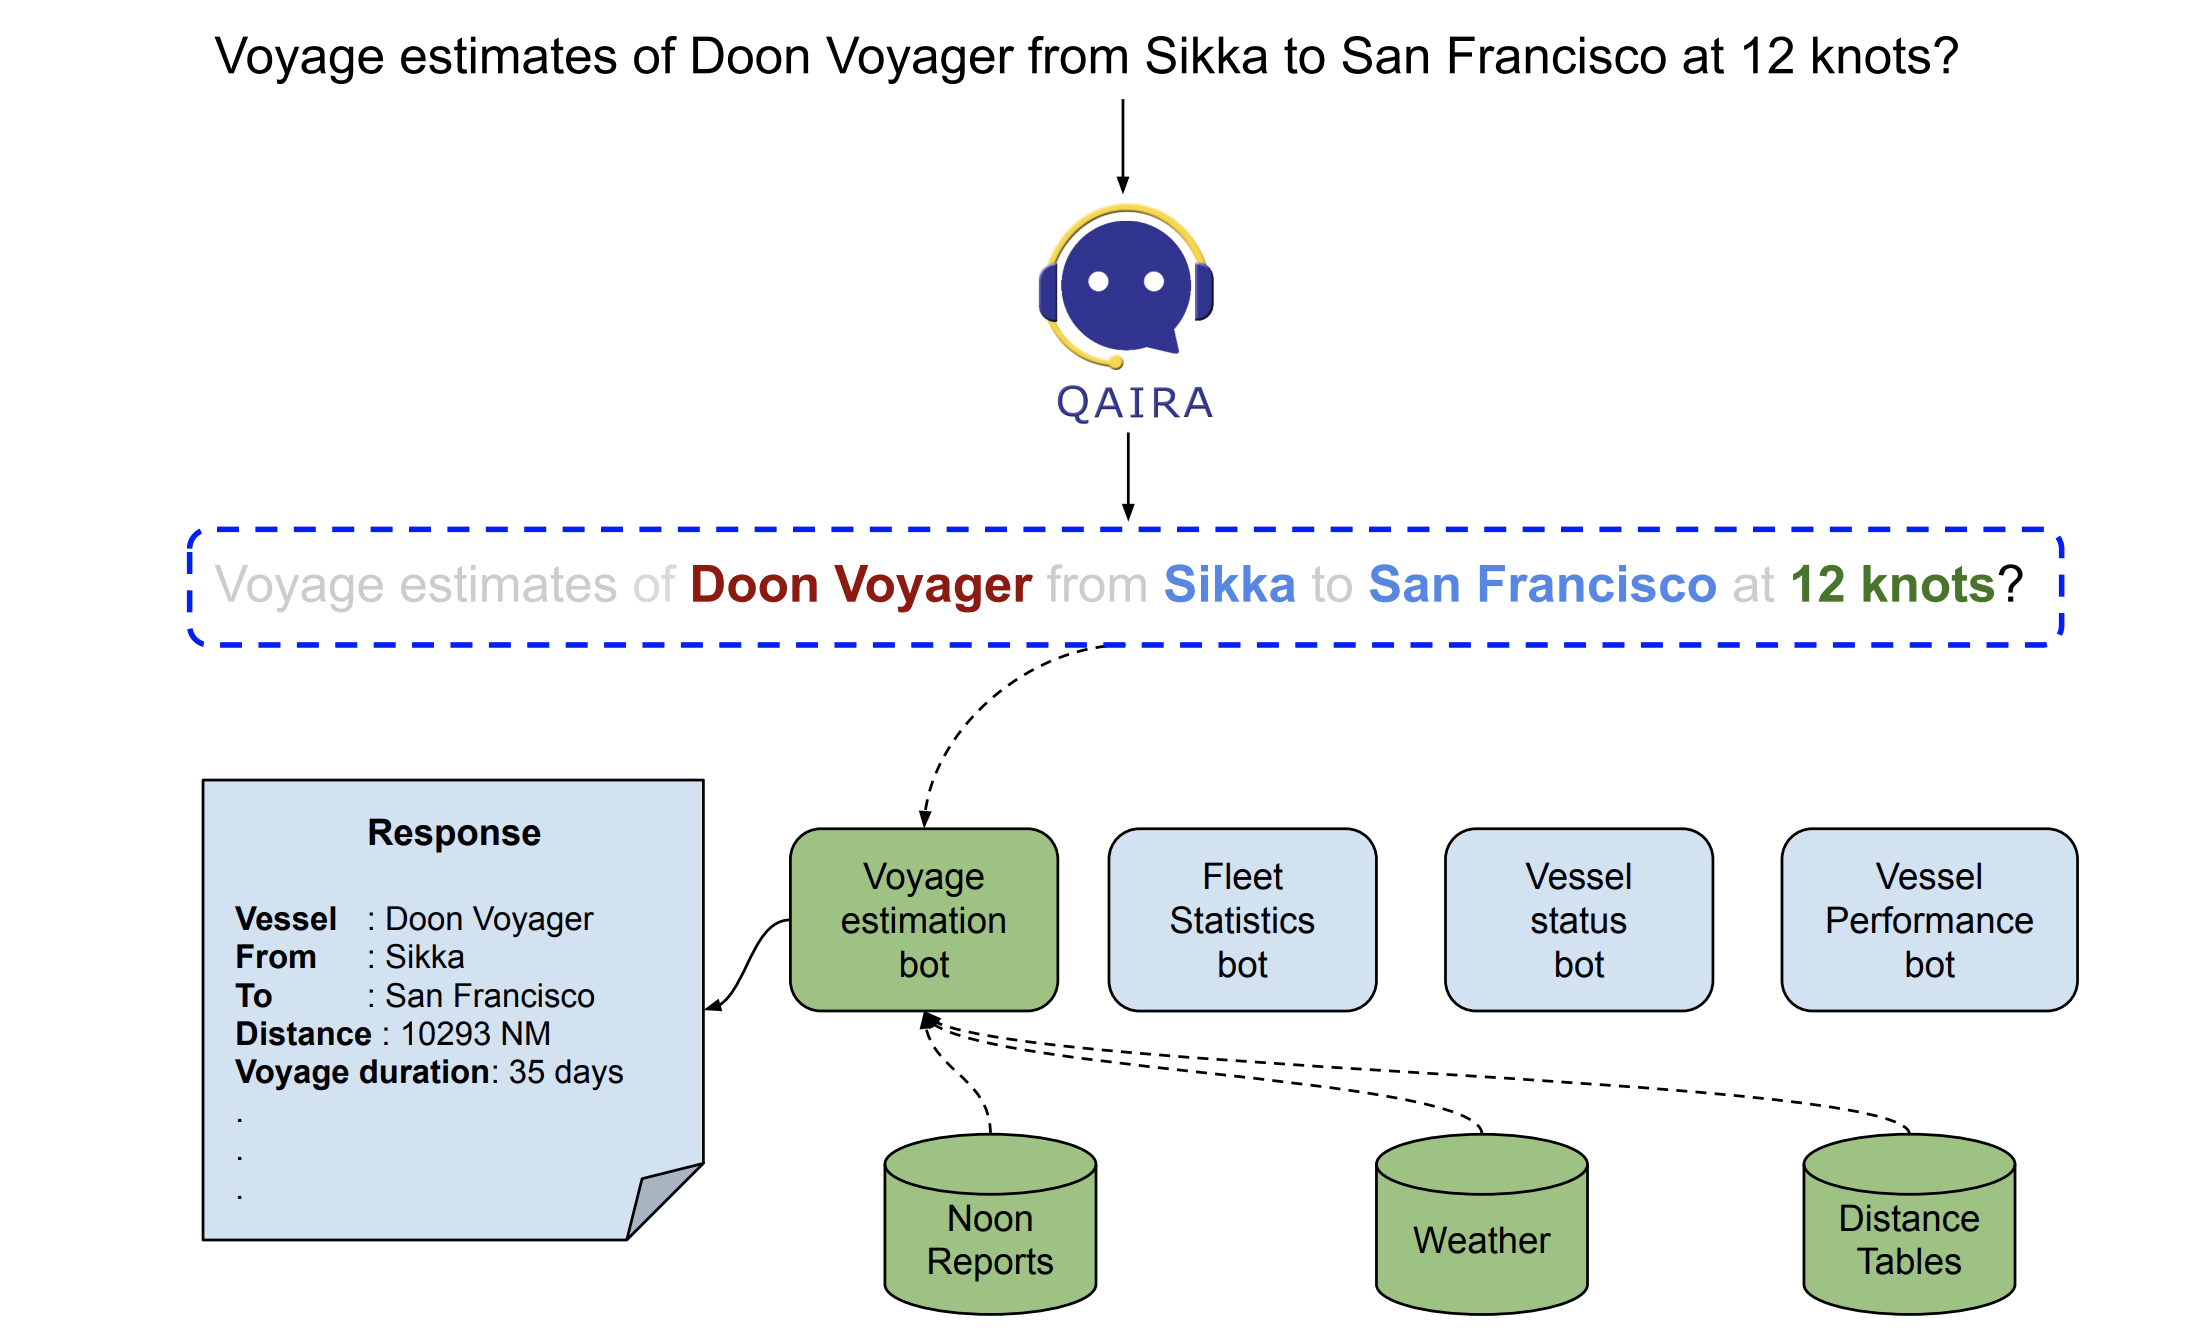 Voyage estimates of Doon Voyager from Sikka to San Francisco at 12 knots?
QAIRA
Voyage estimates of Doon Voyager from Sikka to San Francisco at 12 knots?
Response
Vessel : Doon Voyager
From : Sikka
To : San Francisco
Distance : 10293 NM
Voyage duration: 35 days
.
.
.
Voyage
estimation
bot
Fleet
Statistics
bot
Vessel
status
bot
Vessel
Performance
bot
Noon
Reports
Weather
Distance
Tables